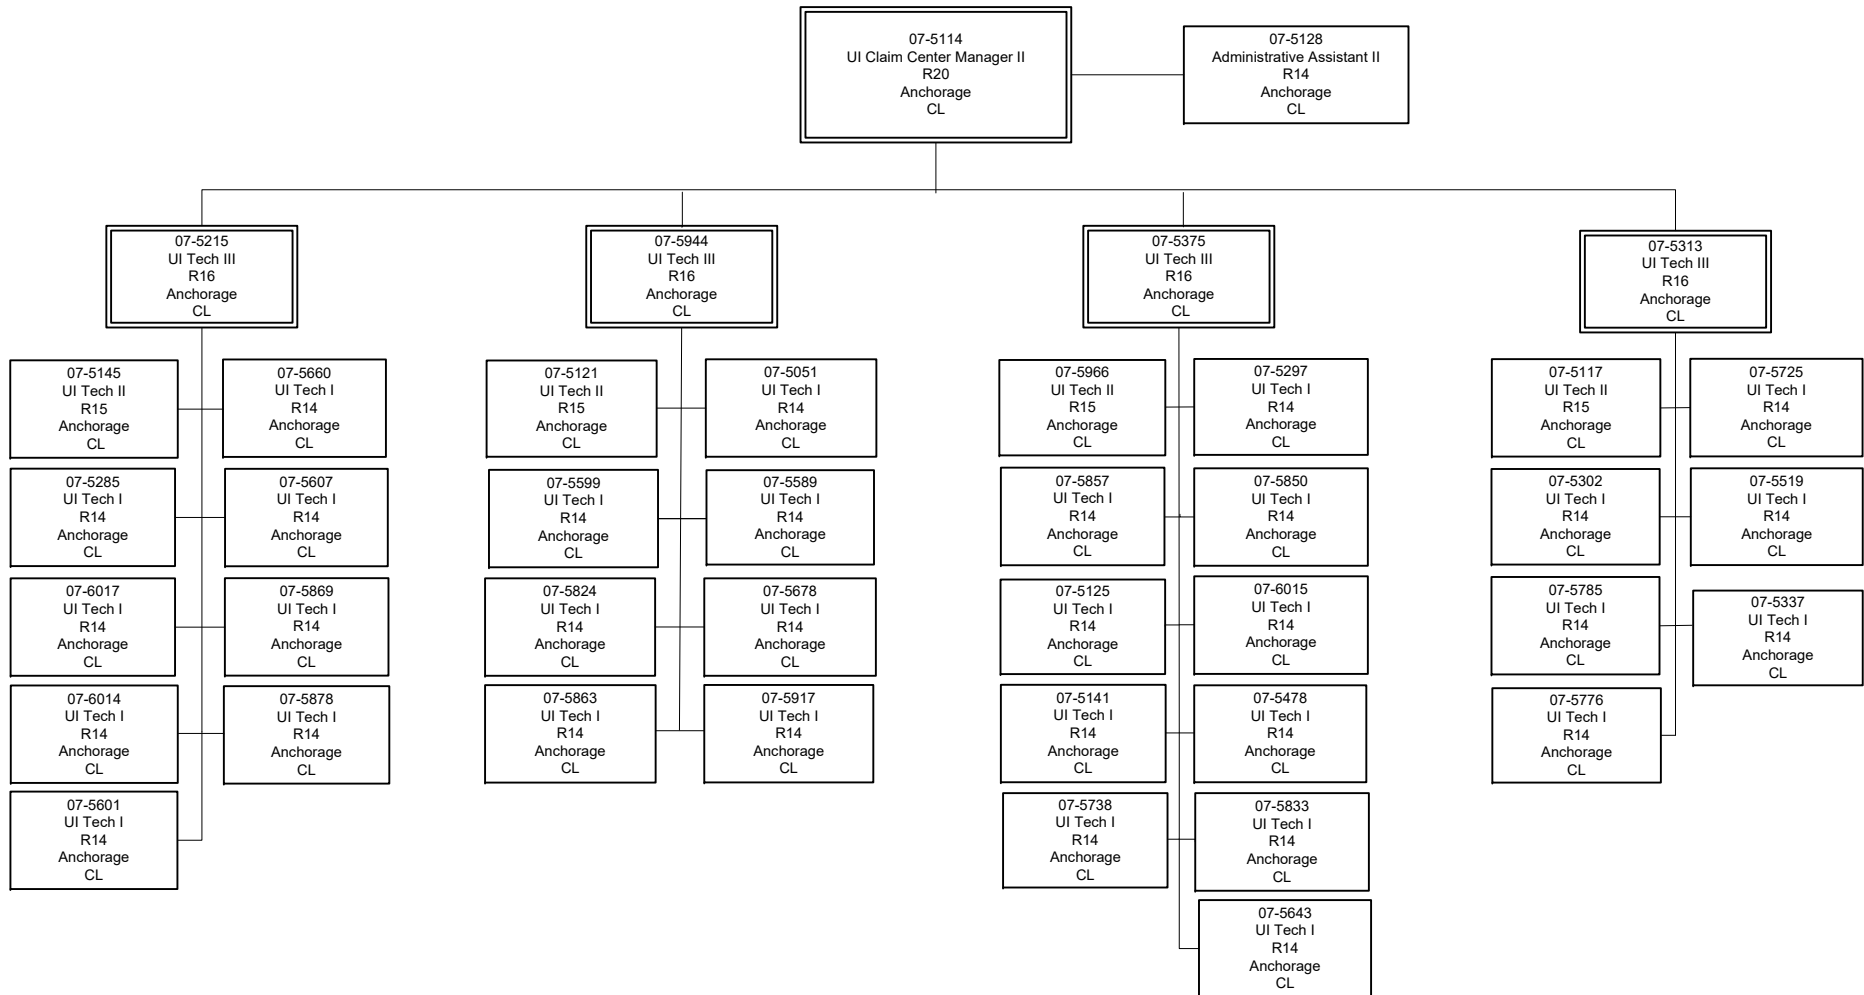 07-5114
UI Claim Center Manager II
R20
Anchorage
CL
07-5128
Administrative Assistant II
R14
Anchorage
CL
07-5215
UI Tech III
R16
Anchorage
CL
07-5944
UI Tech III
R16
Anchorage
CL
07-5375
UI Tech III
R16
Anchorage
CL
07-5313
UI Tech III
R16
Anchorage
CL
07-5145
UI Tech II
R15
Anchorage
CL
07-5660
UI Tech I
R14
Anchorage
CL
07-5285
UI Tech I
R14
Anchorage
CL
07-5607
UI Tech I
R14
Anchorage
CL
07-6017
UI Tech I
R14
Anchorage
CL
07-5869
UI Tech I
R14
Anchorage
CL
07-6014
UI Tech I
R14
Anchorage
CL
07-5878
UI Tech I
R14
Anchorage
CL
07-5601
UI Tech I
R14
Anchorage
CL
07-5121
UI Tech II
R15
Anchorage
CL
07-5051
UI Tech I
R14
Anchorage
CL
07-5599
UI Tech I
R14
Anchorage
CL
07-5589
UI Tech I
R14
Anchorage
CL
07-5824
UI Tech I
R14
Anchorage
CL
07-5678
UI Tech I
R14
Anchorage
CL
07-5863
UI Tech I
R14
Anchorage
CL
07-5917
UI Tech I
R14
Anchorage
CL
07-5966
UI Tech II
R15
Anchorage
CL
07-5297
UI Tech I
R14
Anchorage
CL
07-5857
UI Tech I
R14
Anchorage
CL
07-5850
UI Tech I
R14
Anchorage
CL
07-5125
UI Tech I
R14
Anchorage
CL
07-6015
UI Tech I
R14
Anchorage
CL
07-5141
UI Tech I
R14
Anchorage
CL
07-5478
UI Tech I
R14
Anchorage
CL
07-5738
UI Tech I
R14
Anchorage
CL
07-5833
UI Tech I
R14
Anchorage
CL
07-5643
UI Tech I
R14
Anchorage
CL
07-5117
UI Tech II
R15
Anchorage
CL
07-5725
UI Tech I
R14
Anchorage
CL
07-5302
UI Tech I
R14
Anchorage
CL
07-5519
UI Tech I
R14
Anchorage
CL
07-5785
UI Tech I
R14
Anchorage
CL
07-5337
UI Tech I
R14
Anchorage
CL
07-5776
UI Tech I
R14
Anchorage
CL